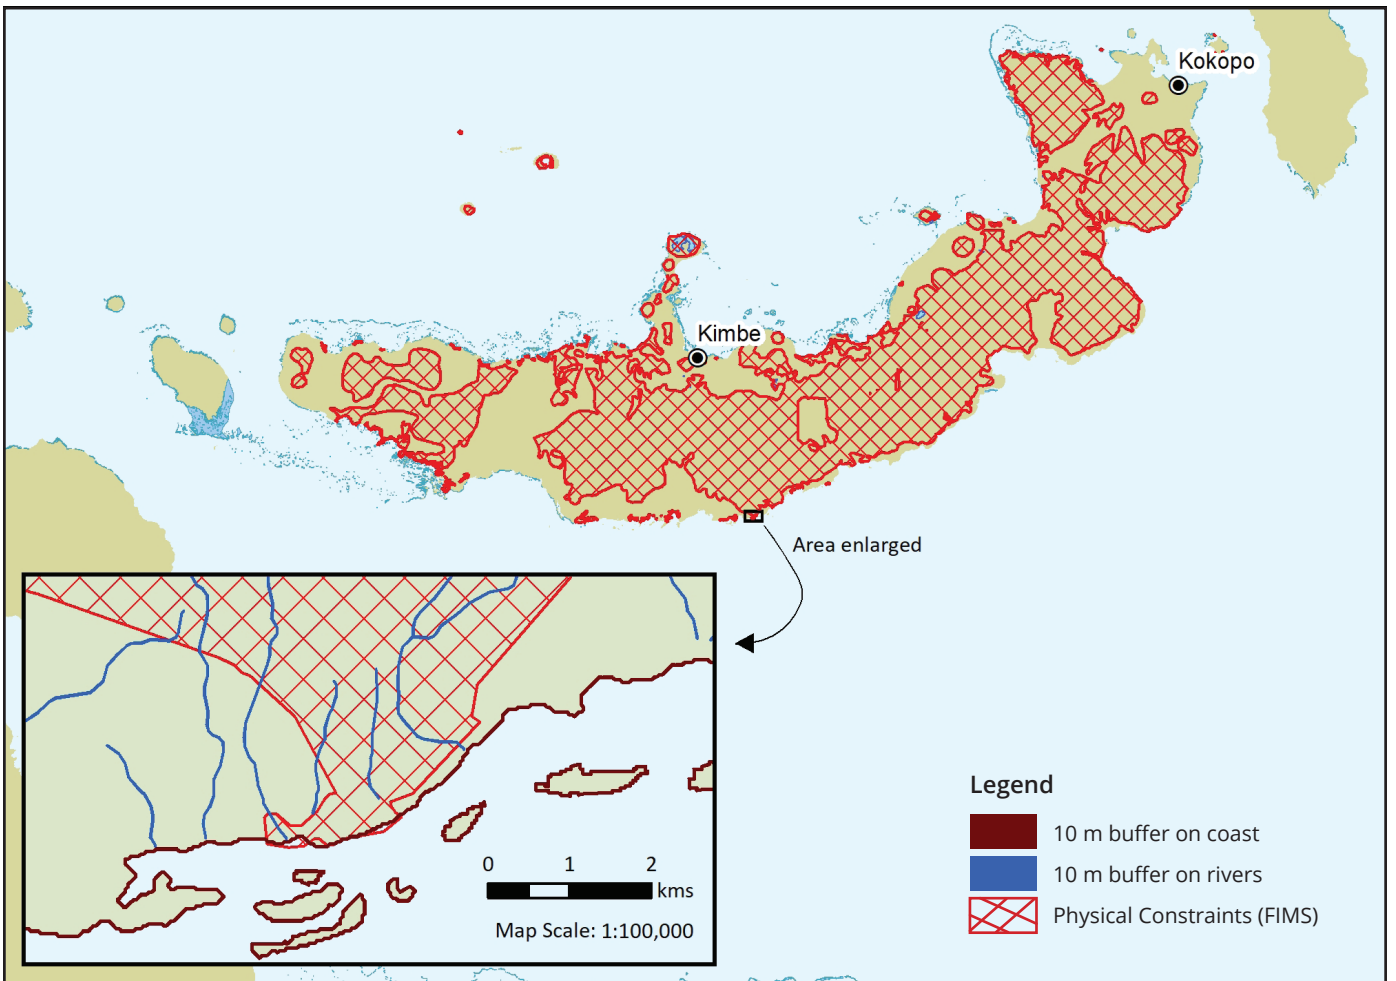 Kokopo
Kimbe
Area enlarged
0 1 2
kms
Map Scale: 1:100,000
Legend
10 m buffer on coast
10 m buffer on rivers
Physical Constraints (FIMS)